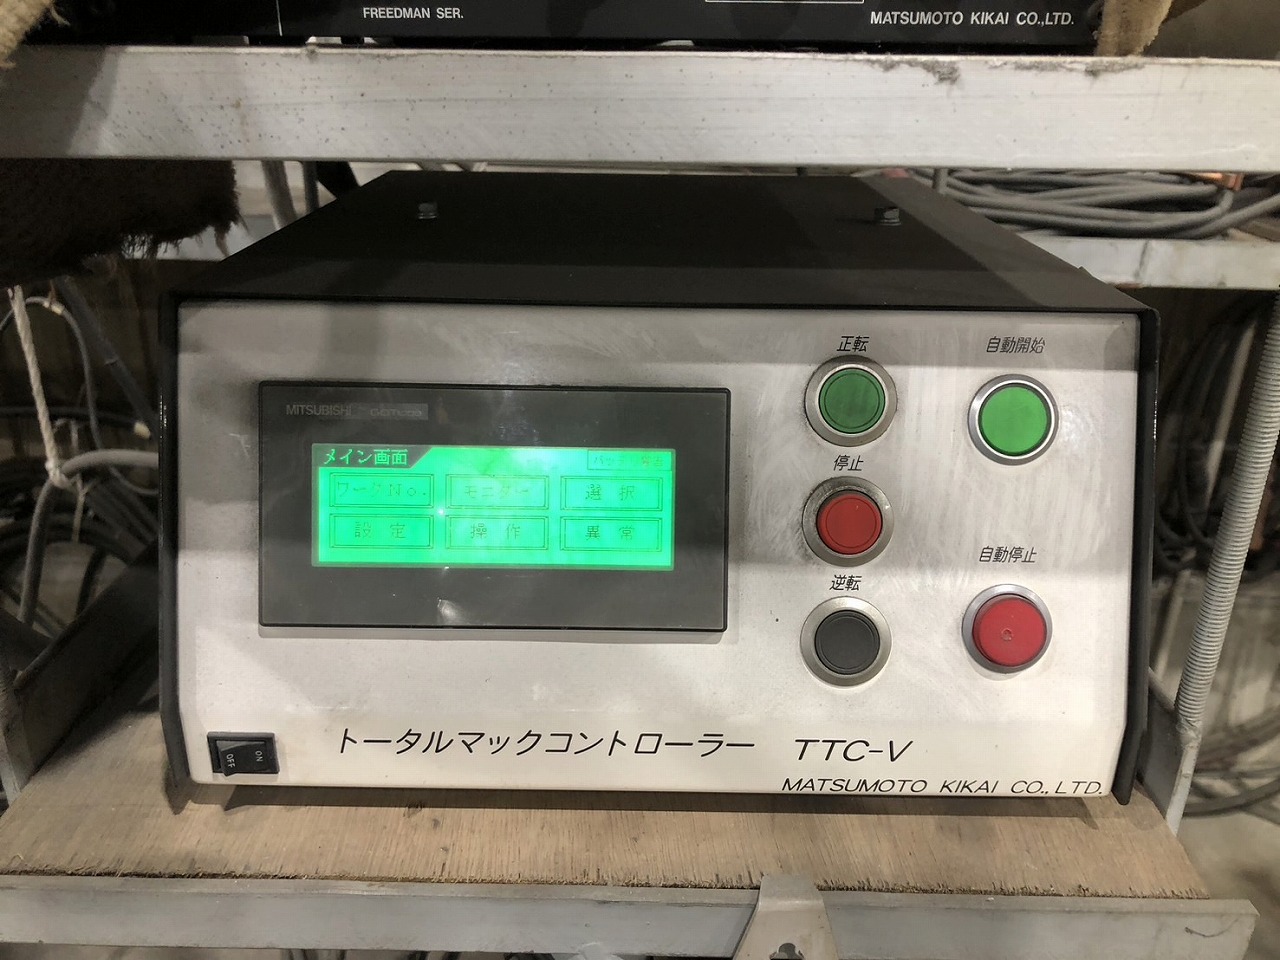 FREEDMAN SER.
MATSUMOTO KIKAI CO.,LTD.
正転
自動開始
MITSUBISHI
メイン画面
ワークNo.
モニター
選 択
停止
設 定
操 作
異 常
自動停止
逆転
トータルマックコントローラー TTC-V
ON
OFF
MATSUMOTO KIKAI CO.,LTD.